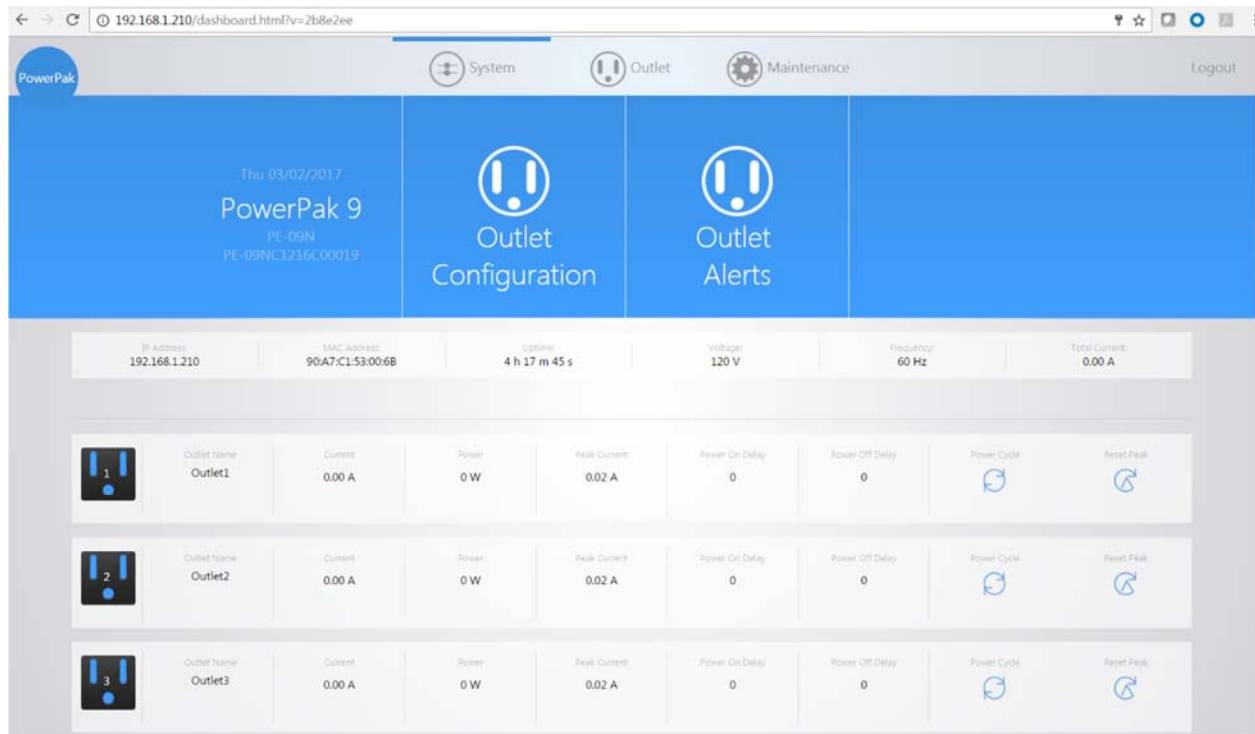 192.168.1.210/dashboard.html?v=2b8e2ee
PowerPak
System
Outlet
Maintenance
Logout
Thu 03/02/2017
PowerPak 9
PE-09N
PE-09NC1216C00019
Outlet
Configuration
Outlet
Alerts
IP Address: MAC Address: Uptime: Voltage: Frequency: Total Current:
192.168.1.210 90:A7:C1:53:00:6B 4 h 17 m 45 s 120 V 60 Hz 0.00 A
Outlet Name Current Power Peak Current Power On Delay Power Off Delay Power Cycle Reset Peak
1 Outlet1 0.00 A 0 W 0.02 A 0 0
Outlet Name Current Power Peak Current Power On Delay Power Off Delay Power Cycle Reset Peak
2 Outlet2 0.00 A 0 W 0.02 A 0 0
Outlet Name Current Power Peak Current Power On Delay Power Off Delay Power Cycle Reset Peak
3 Outlet3 0.00 A 0 W 0.02 A 0 0